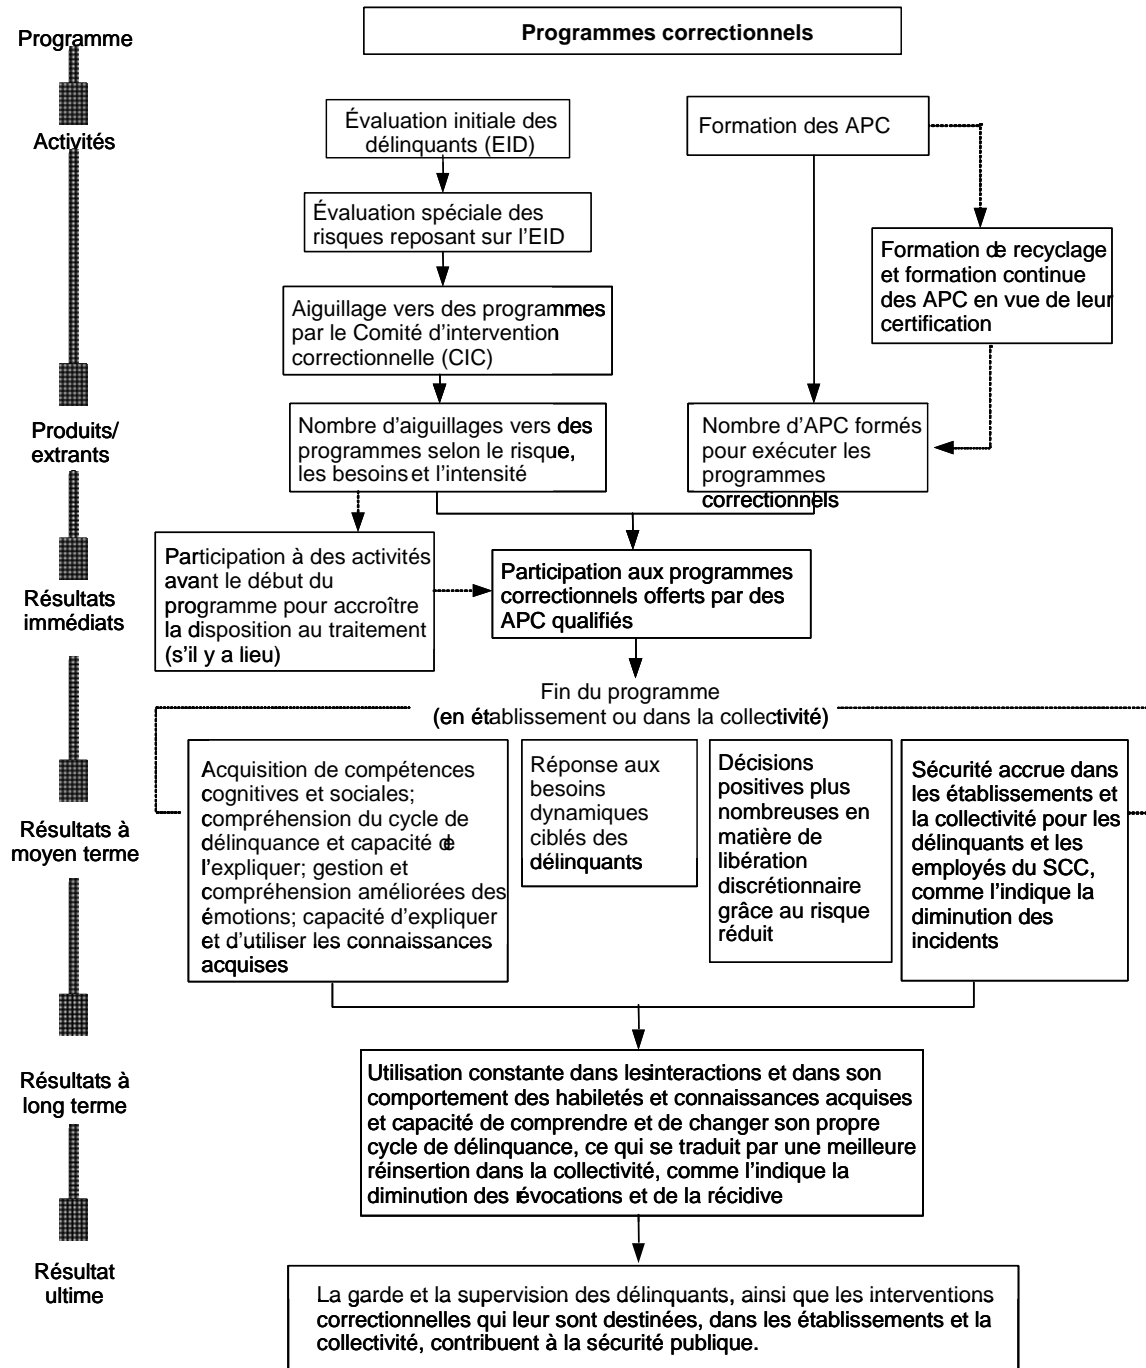 Programme
Programmes correctionnels
Activités
Évaluation initiale des
délinquants (EID)
Formation des APC
Évaluation spéciale des
risques reposant sur l'EID
Formation de recyclage
et formation continue
des APC en vue de leur
certification
Aiguillage vers des programmes
par le Comité d'intervention
correctionnelle (CIC)
Produits/
extrants
Nombre d'aiguillages vers des
programmes selon le risque,
les besoins et l'intensité
Nombre d'APC formés
pour exécuter les
programmes
correctionnels
Résultats
immédiats
Participation à des activités
avant le début du
programme pour accroître
la disposition au traitement
(s'il y a lieu)
Participation aux programmes
correctionnels offerts par des
APC qualifiés
Fin du programme
(en établissement ou dans la collectivité)
Résultats à
moyen terme
Acquisition de compétences
cognitives et sociales;
compréhension du cycle de
délinquance et capacité de
l'expliquer; gestion et
compréhension améliorées des
émotions; capacité d'expliquer
et d'utiliser les connaissances
acquises
Réponse aux
besoins
dynamiques
ciblés des
délinquants
Décisions
positives plus
nombreuses en
matière de
libération
discrétionnaire
grâce au risque
réduit
Sécurité accrue dans
les établissements et
la collectivité pour les
délinquants et les
employés du SCC,
comme l'indique la
diminution des
incidents
Résultats à
long terme
Utilisation constante dans les interactions et dans son
comportement des habiletés et connaissances acquises
et capacité de comprendre et de changer son propre
cycle de délinquance, ce qui se traduit par une meilleure
réinsertion dans la collectivité, comme l'indique la
diminution des révocations et de la récidive
Résultat
ultime
La garde et la supervision des délinquants, ainsi que les interventions
correctionnelles qui leur sont destinées, dans les établissements et la
collectivité, contribuent à la sécurité publique.